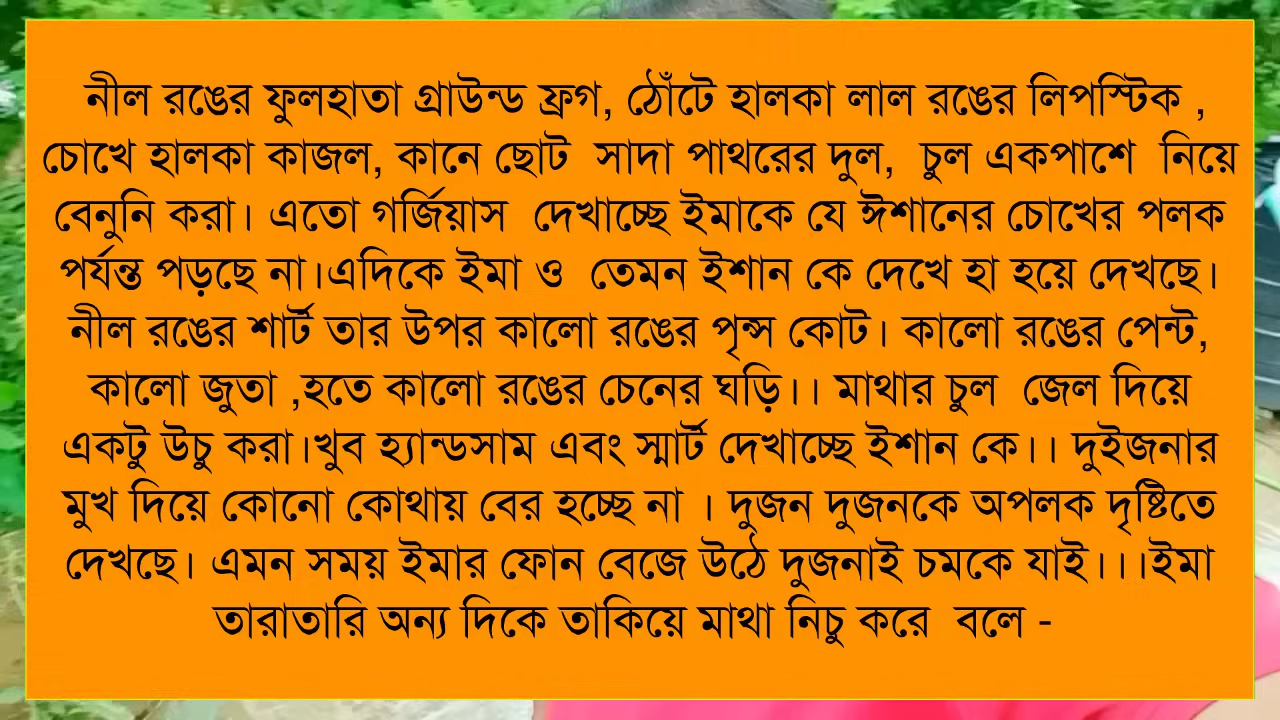 নীল রঙের ফুলহাতা গ্রাউন্ড ফ্রগ, ঠোঁটে হালকা লাল রঙের লিপস্টিক ,
চোখে হালকা কাজল, কানে ছোট সাদা পাথরের দুল, চুল একপাশে নিয়ে
বেনুনি করা। এতো গর্জিয়াস দেখাচ্ছে ইমাকে যে ঈশানের চোখের পলক
পর্যন্ত পড়ছে না।এদিকে ইমা ও তেমন ইশান কে দেখে হা হয়ে দেখছে।
নীল রঙের শার্ট তার উপর কালো রঙের পৃন্স কোট। কালো রঙের পেন্ট,
কালো জুতা ,হতে কালো রঙের চেনের ঘড়ি।। মাথার চুল জেল দিয়ে
একটু উচু করা।খুব হ্যান্ডসাম এবং স্মার্ট দেখাচ্ছে ইশান কে।। দুইজনার
মুখ দিয়ে কোনো কোথায় বের হচ্ছে না । দুজন দুজনকে অপলক দৃষ্টিতে
দেখছে। এমন সময় ইমার ফোন বেজে উঠে দুজনাই চমকে যাই।।।ইমা
তারাতারি অন্য দিকে তাকিয়ে মাথা নিচু করে বলে -